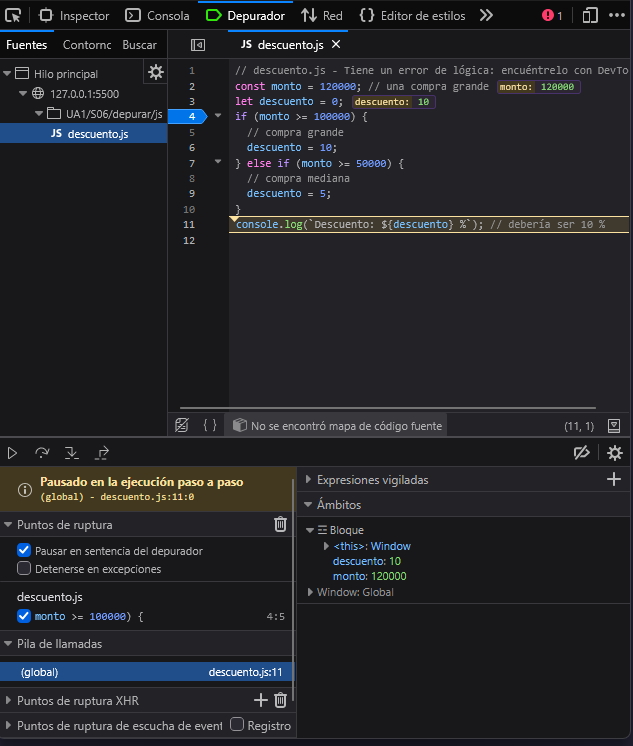 Inspector Consola Depurador Red Editor de estilos 1
Fuentes Contornc Buscar
JS descuento.js
Hilo principal
127.0.0.1:5500
UA1/S06/depurar/js
JS descuento.js
1 // descuento.js - Tiene un error de lógica: encuéntrelo con DevTo
2 const monto = 120000; // una compra grande monto: 120000
3 let descuento = 0; descuento: 10
4 if (monto >= 100000) {
5 // compra grande
6 descuento = 10;
7 } else if (monto >= 50000) {
8 // compra mediana
9 descuento = 5;
10 }
11 console.log(`Descuento: ${descuento} %`); // debería ser 10 %
12
{ } No se encontró mapa de código fuente (11, 1)
Pausado en la ejecución paso a paso
(global) - descuento.js:11:0
Puntos de ruptura
Pausar en sentencia del depurador
Detenerse en excepciones
descuento.js
monto >= 100000) { 4:5
Pila de llamadas
(global) descuento.js:11
Puntos de ruptura XHR
Puntos de ruptura de escucha de event Registro
Expresiones vigiladas
Ámbitos
Bloque
<this>: Window
descuento: 10
monto: 120000
Window: Global